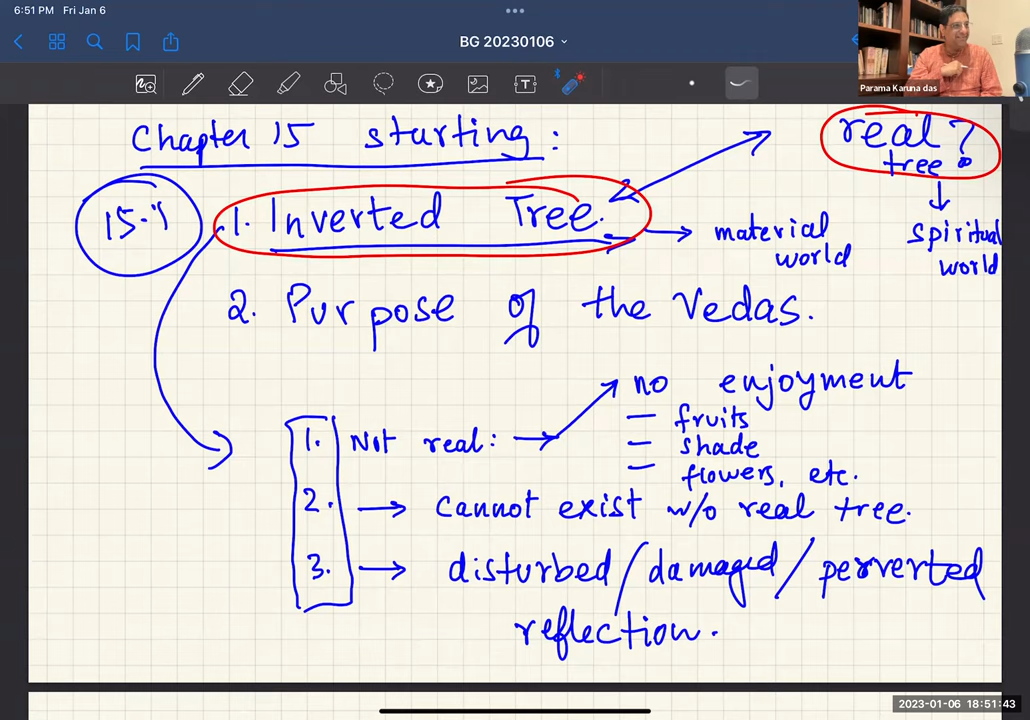 6:51 PM Fri Jan 6
BG 20230106
Parama Karuna das
Chapter 15 starting:
real?
tree
15.1
1. Inverted Tree.
material
world
spiritual
world
2. Purpose of the Vedas.
no enjoyment
– fruits
– shade
– flowers, etc.
1. Not real:
2. → cannot exist w/o real tree.
3. → disturbed/damaged/perverted
reflection.
2023-01-06 18:51:43